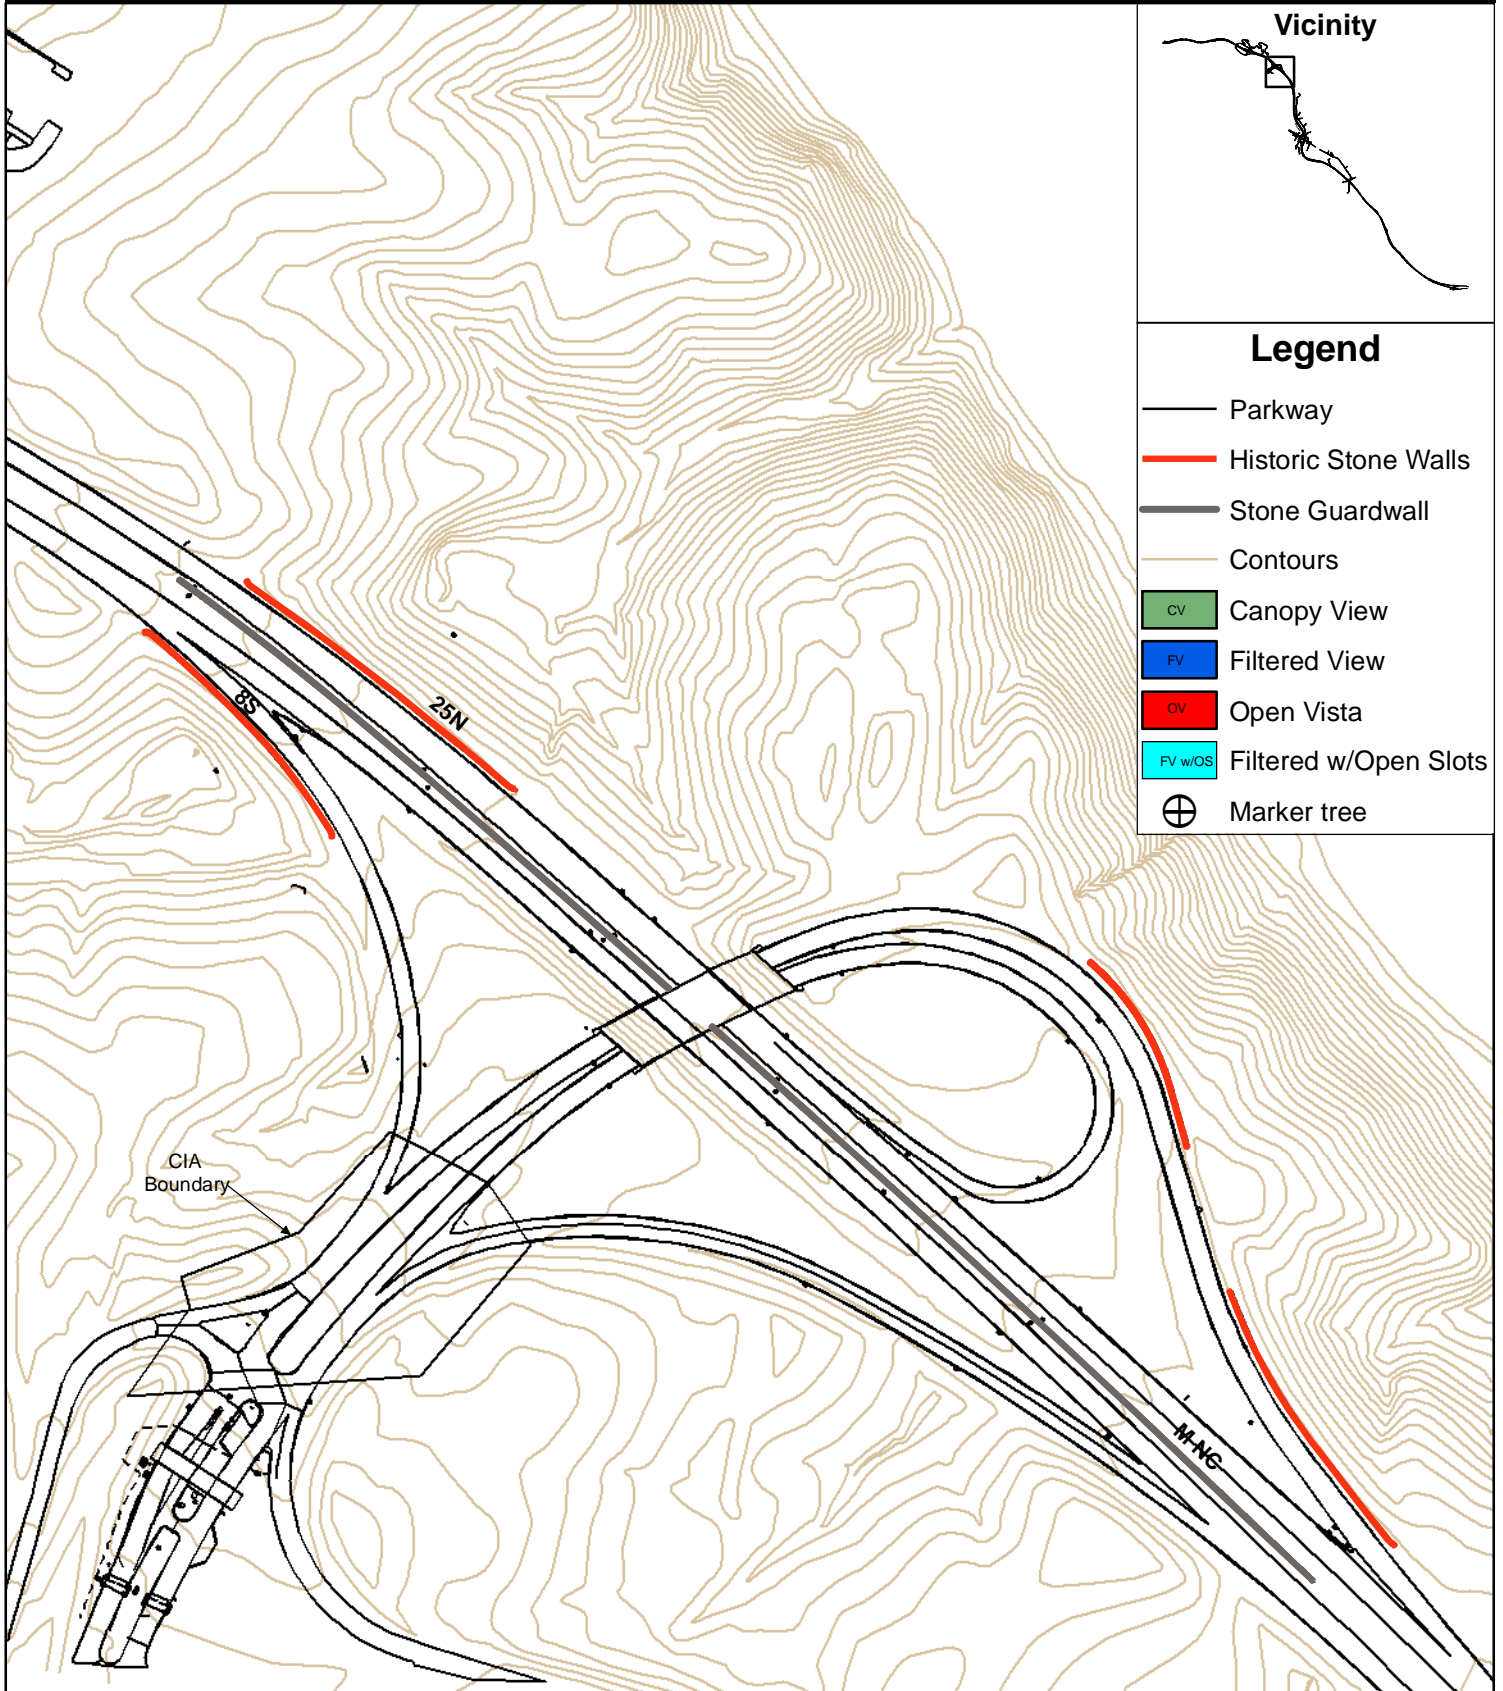 Vicinity
Legend
Parkway
Historic Stone Walls
Stone Guardwall
Contours
CV Canopy View
FV Filtered View
OV Open Vista
FV w/OS Filtered w/Open Slots
Marker tree
8S
25N
CIA
Boundary
M-NC